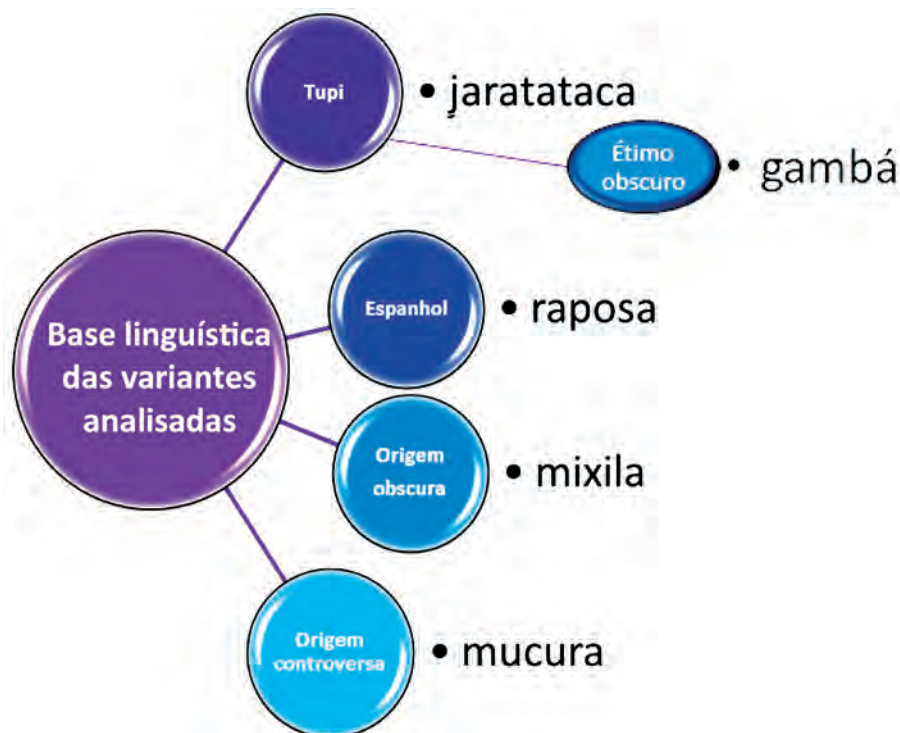 Tupi
• jaratataca
Étimo
obscuro
• gambá
Base linguística
das variantes
analisadas
Espanhol
• raposa
Origem
obscura
• mixila
Origem
controversa
• mucura